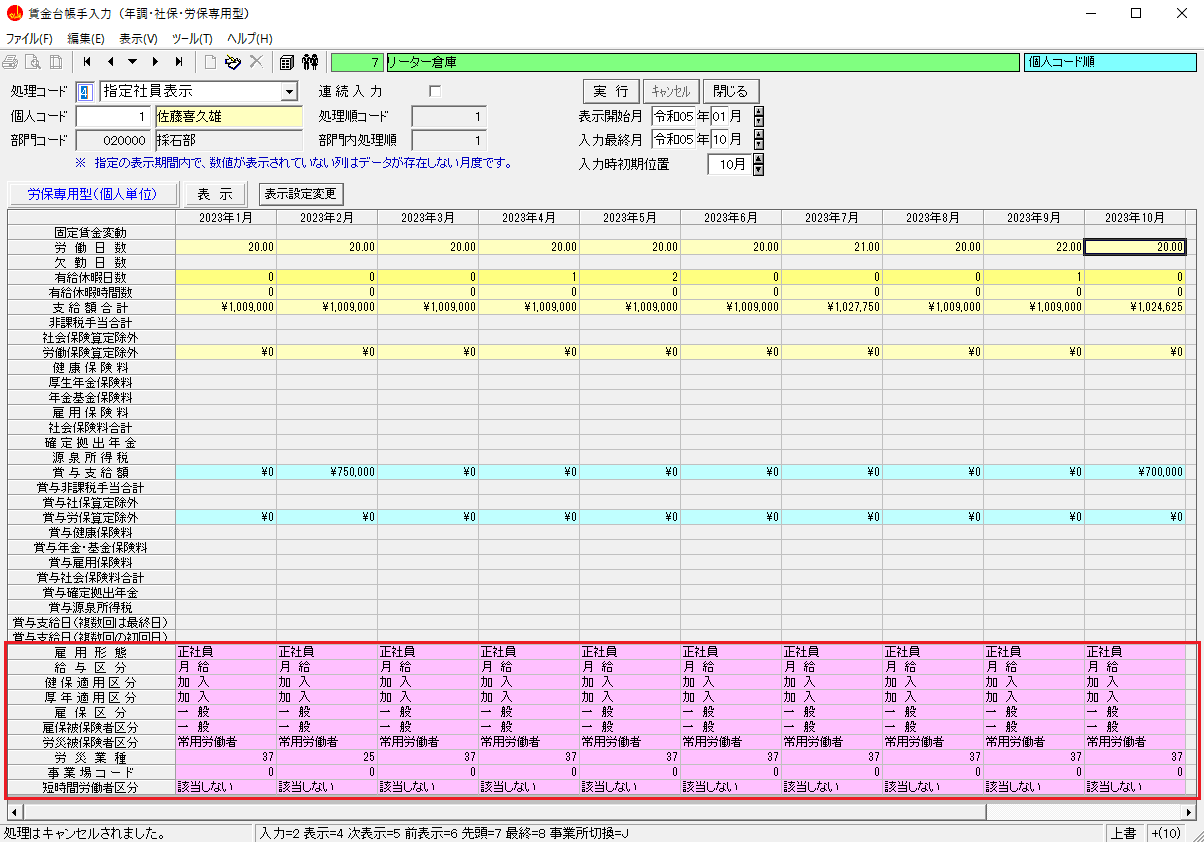 賃金台帳手入力（年調・社保・労保専用型）
ファイル(F) 編集(E) 表示(V) ツール(T) ヘルプ(H)
7 リーター倉庫 個人コード順
処理コード 4 指定社員表示 連続入力 実 行 キャンセル 閉じる
個人コード 1 佐藤喜久雄 処理順コード 1 表示開始月 令和05 年 01 月
部門コード 020000 採石部 部門内処理順 1 入力最終月 令和05 年 10 月
※ 指定の表示期間内で、数値が表示されていない列はデータが存在しない月度です。 入力時初期位置 10月
労保専用型(個人単位) 表 示 表示設定変更
2023年1月 2023年2月 2023年3月 2023年4月 2023年5月 2023年6月 2023年7月 2023年8月 2023年9月 2023年10月
固定賃金変動
労 働 日 数 20.00 20.00 20.00 20.00 20.00 20.00 21.00 20.00 22.00 20.00
欠 勤 日 数
有給休暇日数 0 0 0 1 2 0 0 0 1 0
有給休暇時間数 0 0 0 0 0 0 0 0 0 0
支 給 額 合 計 ¥1,009,000 ¥1,009,000 ¥1,009,000 ¥1,009,000 ¥1,009,000 ¥1,009,000 ¥1,027,750 ¥1,009,000 ¥1,009,000 ¥1,024,625
非課税手当合計
社会保険算定除外
労働保険算定除外 ¥0 ¥0 ¥0 ¥0 ¥0 ¥0 ¥0 ¥0 ¥0 ¥0
健 康 保 険 料
厚生年金保険料
年金基金保険料
雇 用 保 険 料
社会保険料合計
確 定 拠 出 年 金
源 泉 所 得 税
賞 与 支 給 額 ¥0 ¥750,000 ¥0 ¥0 ¥0 ¥0 ¥0 ¥0 ¥0 ¥700,000
賞与非課税手当合計
賞与社保算定除外
賞与労保算定除外 ¥0 ¥0 ¥0 ¥0 ¥0 ¥0 ¥0 ¥0 ¥0 ¥0
賞与健康保険料
賞与年金・基金保険料
賞与雇用保険料
賞与社会保険料合計
賞与確定拠出年金
賞与源泉所得税
賞与支給日(複数回は最終日)
賞与支給日(複数回の初回日)
雇 用 形 態 正社員 正社員 正社員 正社員 正社員 正社員 正社員 正社員 正社員 正社員
給 与 区 分 月 給 月 給 月 給 月 給 月 給 月 給 月 給 月 給 月 給 月 給
健 保 適 用 区 分 加 入 加 入 加 入 加 入 加 入 加 入 加 入 加 入 加 入 加 入
厚 年 適 用 区 分 加 入 加 入 加 入 加 入 加 入 加 入 加 入 加 入 加 入 加 入
雇 保 区 分 一 般 一 般 一 般 一 般 一 般 一 般 一 般 一 般 一 般 一 般
雇保被保険者区分 一 般 一 般 一 般 一 般 一 般 一 般 一 般 一 般 一 般 一 般
労災被保険者区分 常用労働者 常用労働者 常用労働者 常用労働者 常用労働者 常用労働者 常用労働者 常用労働者 常用労働者 常用労働者
労 災 業 種 37 25 37 37 37 37 37 37 37 37
事 業 場 コード 0 0 0 0 0 0 0 0 0 0
短時間労働者区分 該当しない 該当しない 該当しない 該当しない 該当しない 該当しない 該当しない 該当しない 該当しない 該当しない
処理はキャンセルされました。 入力=2 表示=4 次表示=5 前表示=6 先頭=7 最終=8 事業所切換=J 上書 +(10)